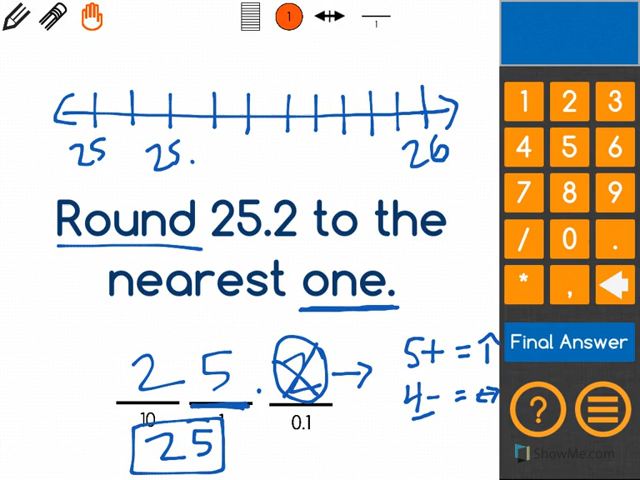 1
1
25 25. 26
Round 25.2 to the
nearest one.
2 5 . 2
10 1 0.1
5+ = ↑
4- = ↔
25
1 2 3
4 5 6
7 8 9
/ 0 .
* ,
Final Answer
?
ShowMe.com